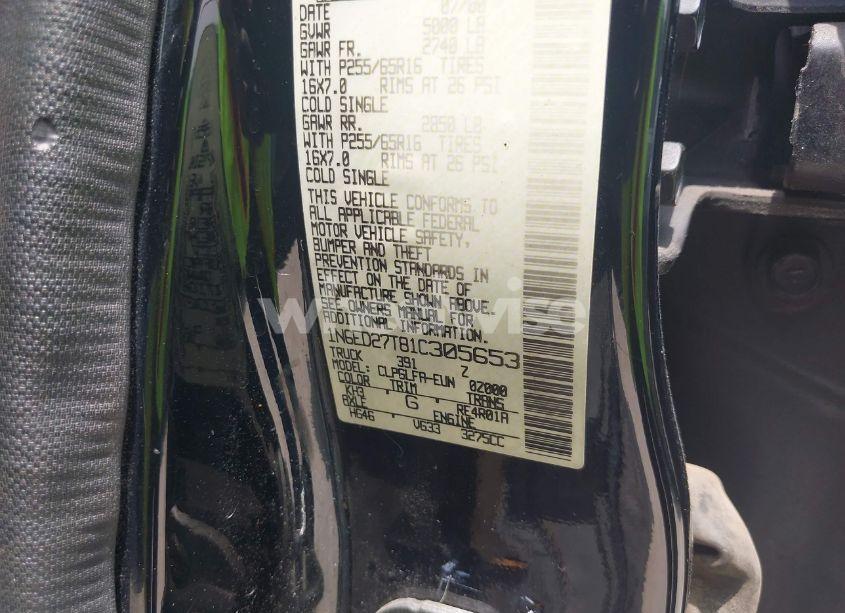 DATE 07/00
GVWR 5000 LB
GAWR FR. 2740 LB
WITH P255/65R16 TIRES
16X7.0 RIMS AT 26 PSI
COLD SINGLE
GAWR RR. 2850 LB
WITH P255/65R16 TIRES
16X7.0 RIMS AT 26 PSI
COLD SINGLE
THIS VEHICLE CONFORMS TO
ALL APPLICABLE FEDERAL
MOTOR VEHICLE SAFETY,
BUMPER AND THEFT
PREVENTION STANDARDS IN
EFFECT ON THE DATE OF
MANUFACTURE SHOWN ABOVE.
SEE OWNERS MANUAL FOR
ADDITIONAL INFORMATION.
1N6ED27T81C305653
TRUCK 391 Z
MODEL: CLPSLFA-EUN 02000
COLOR TRIM TRANS
KH3 G RE4R01A
AXLE ENGINE
HG46 VG33 3275CC